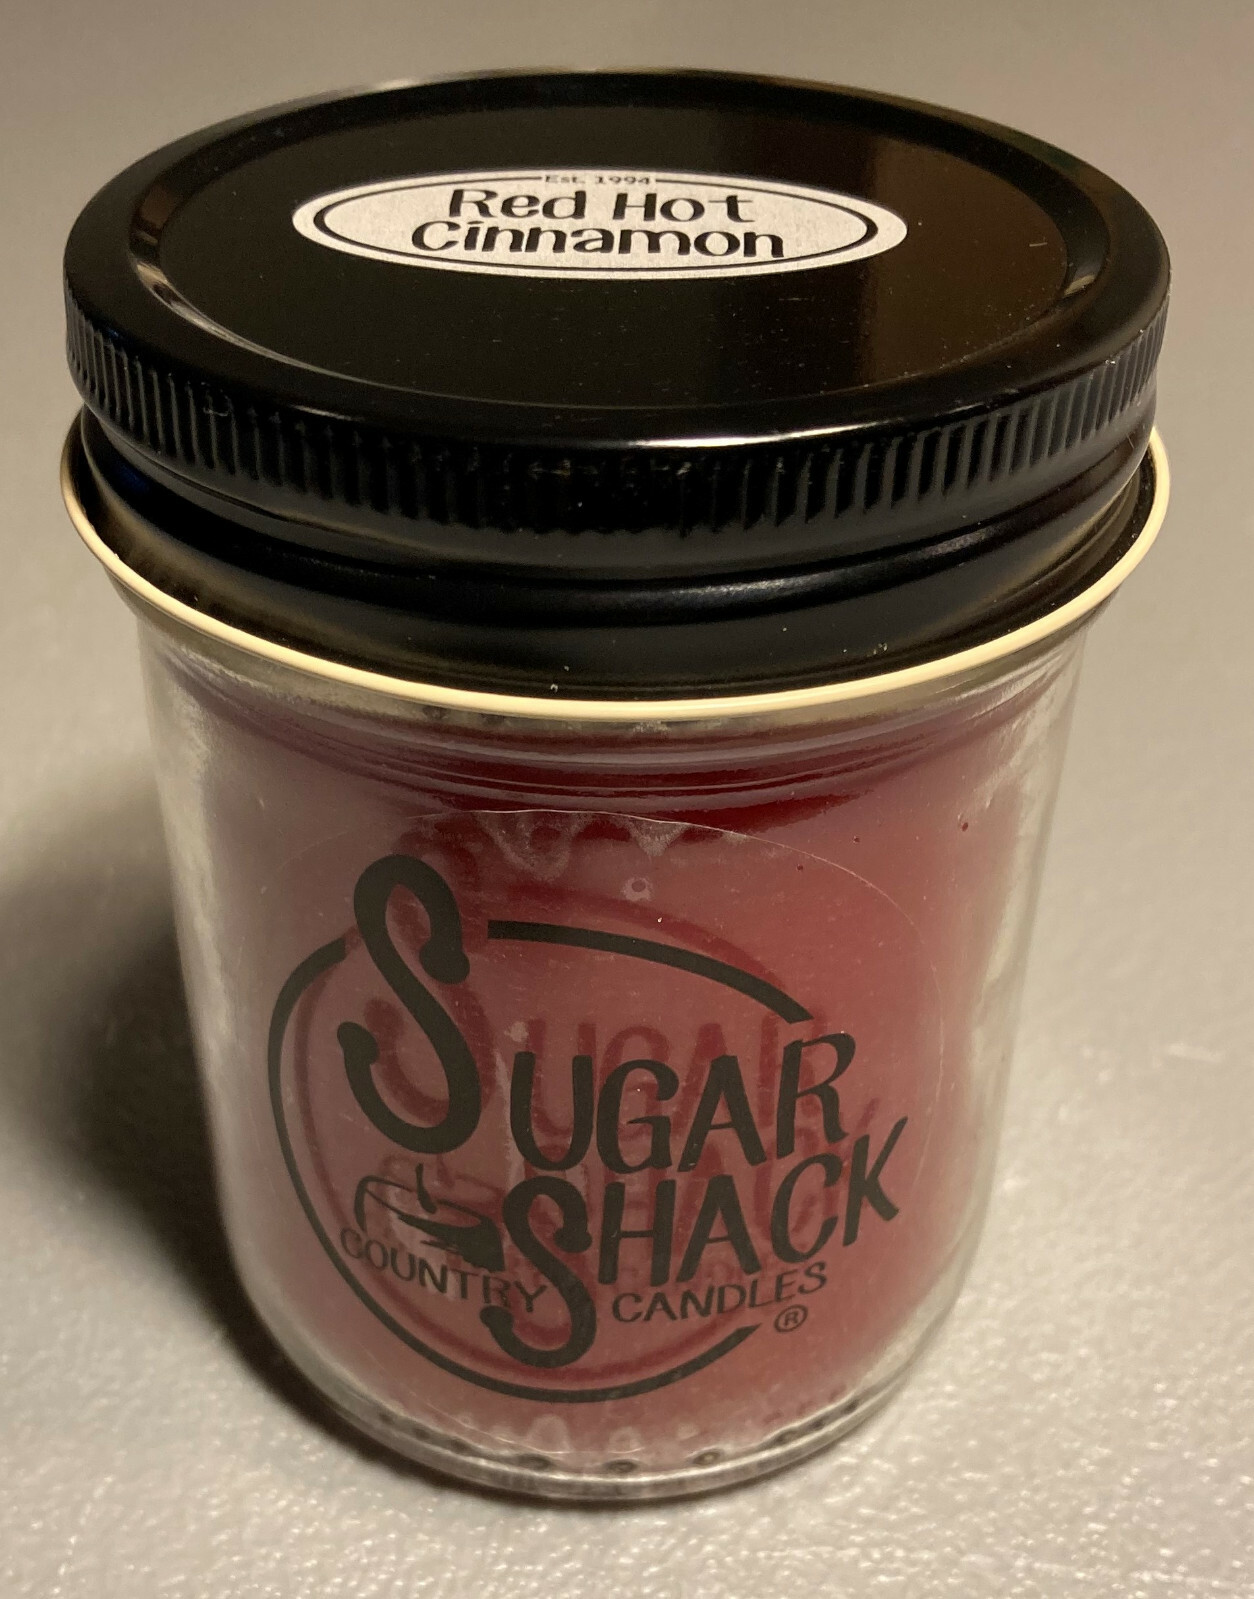 Est. 1994
Red Hot
Cinnamon
SUGAR
SHACK
COUNTRY CANDLES
®